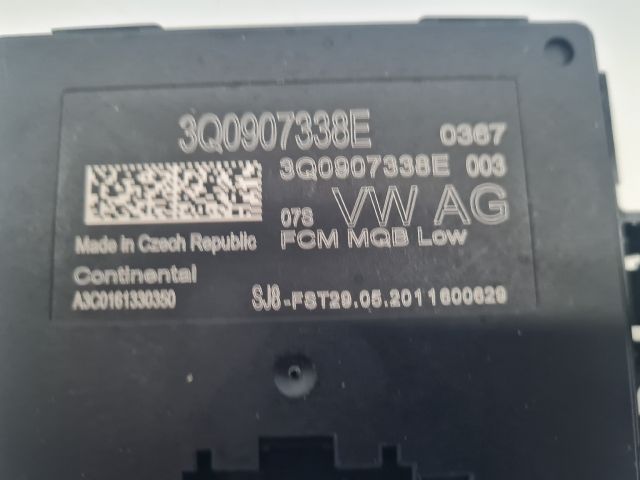 3Q0907338E 0367
3Q0907338E 003
07S VW AG
Made in Czech Republic FCM MQB Low
Continental
A3C0161330350 SJ8-FST29.05.2011600629